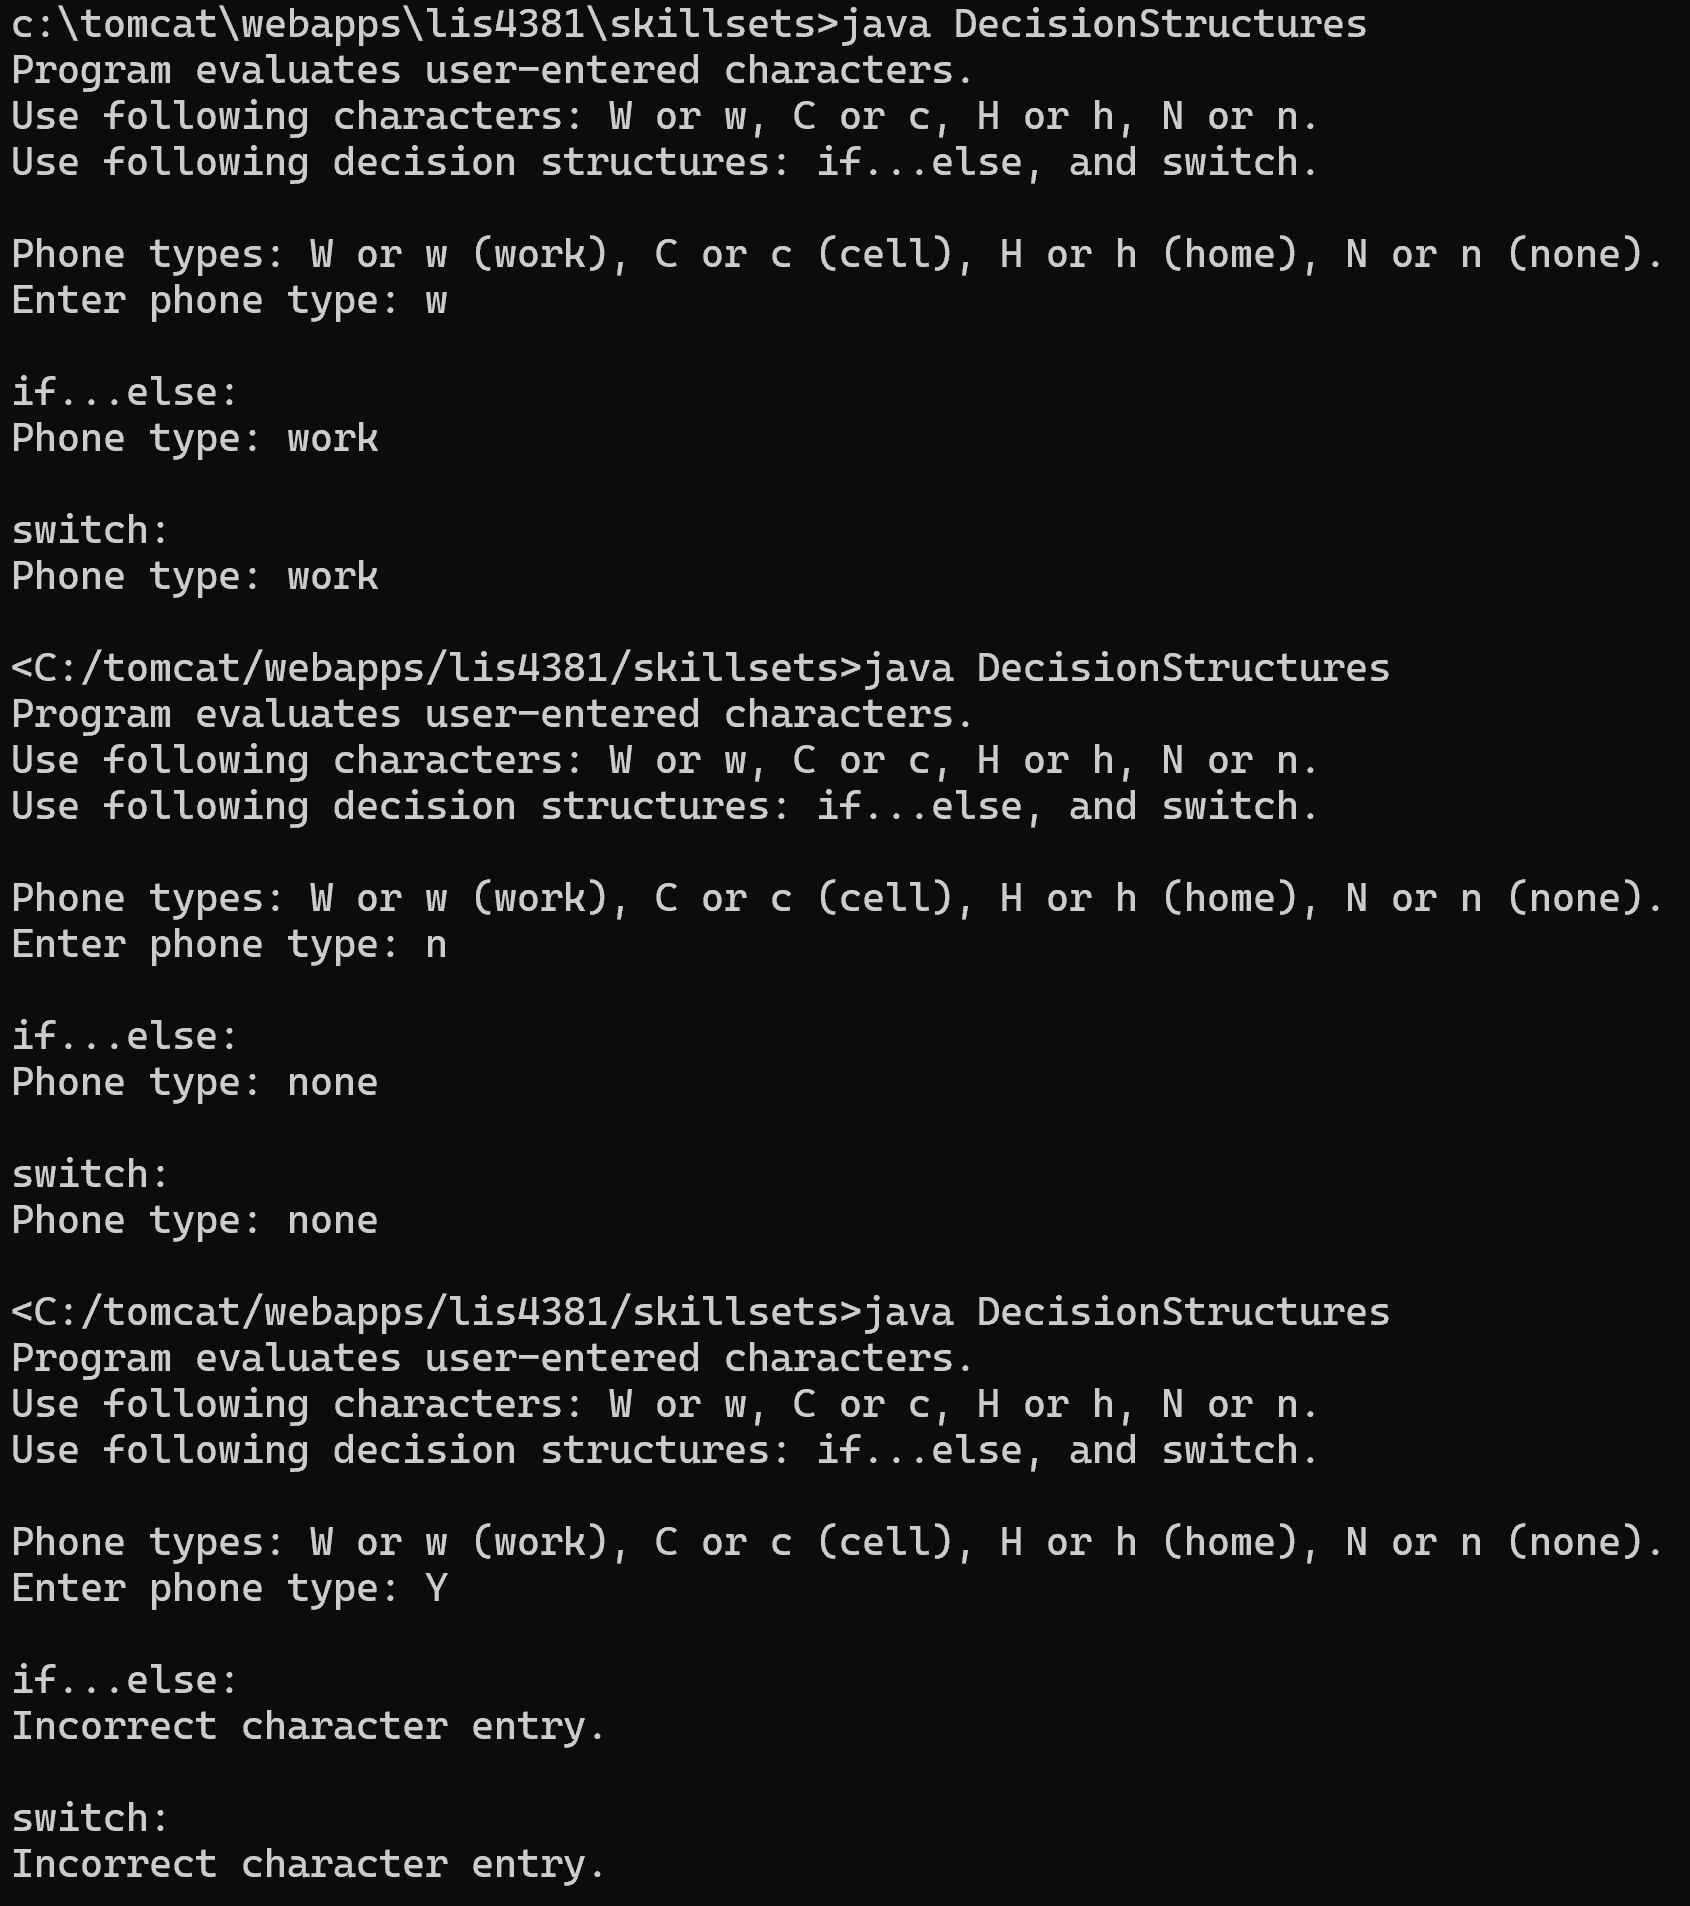 c:\tomcat\webapps\lis4381\skillsets>java DecisionStructures
Program evaluates user-entered characters.
Use following characters: W or w, C or c, H or h, N or n.
Use following decision structures: if...else, and switch.
Phone types: W or w (work), C or c (cell), H or h (home), N or n (none).
Enter phone type: w
if...else:
Phone type: work
switch:
Phone type: work
<C:/tomcat/webapps/lis4381/skillsets>java DecisionStructures
Program evaluates user-entered characters.
Use following characters: W or w, C or c, H or h, N or n.
Use following decision structures: if...else, and switch.
Phone types: W or w (work), C or c (cell), H or h (home), N or n (none).
Enter phone type: n
if...else:
Phone type: none
switch:
Phone type: none
<C:/tomcat/webapps/lis4381/skillsets>java DecisionStructures
Program evaluates user-entered characters.
Use following characters: W or w, C or c, H or h, N or n.
Use following decision structures: if...else, and switch.
Phone types: W or w (work), C or c (cell), H or h (home), N or n (none).
Enter phone type: Y
if...else:
Incorrect character entry.
switch:
Incorrect character entry.